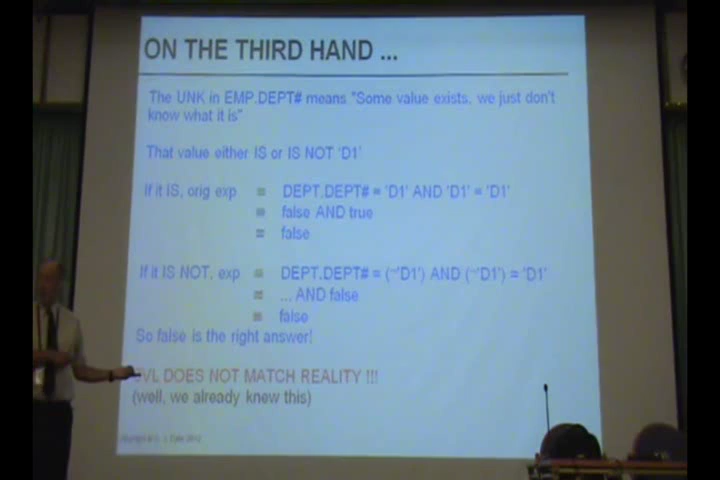 ON THE THIRD HAND ...
The UNK in EMP.DEPT# means "Some value exists, we just don't
know what it is"
That value either IS or IS NOT 'D1'
If it IS, orig exp ≡ DEPT.DEPT# = 'D1' AND 'D1' = 'D1'
≡ false AND true
≡ false
If it IS NOT, exp ≡ DEPT.DEPT# = (~'D1') AND (~'D1') = 'D1'
≡ ... AND false
≡ false
So false is the right answer!
VL DOES NOT MATCH REALITY !!!
(well, we already knew this)